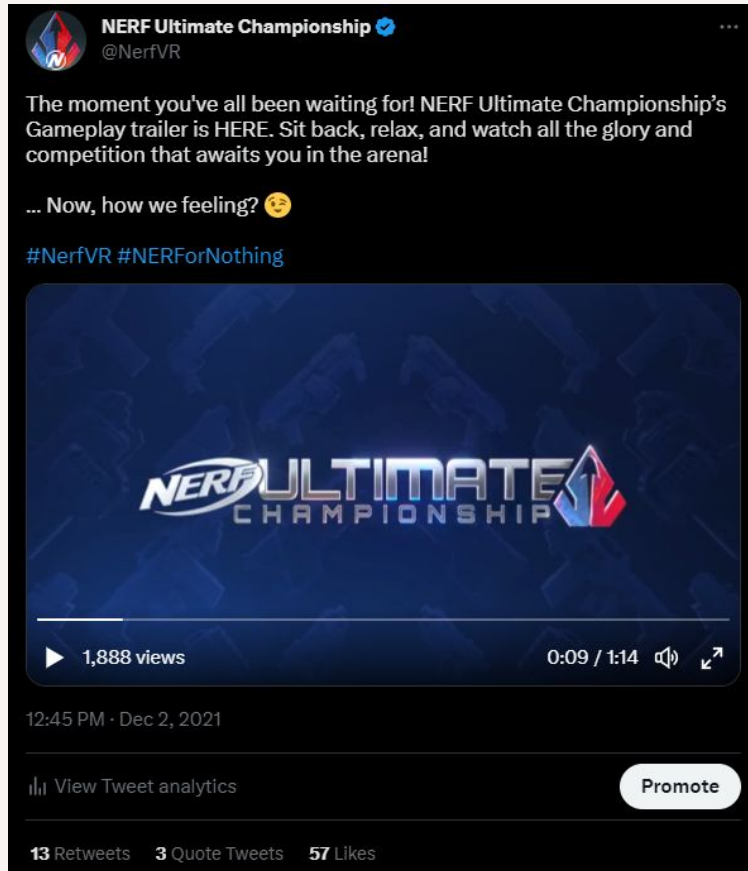 NERF Ultimate Championship
@NerfVR
The moment you've all been waiting for! NERF Ultimate Championship’s
Gameplay trailer is HERE. Sit back, relax, and watch all the glory and
competition that awaits you in the arena!
... Now, how we feeling? 😉
#NerfVR #NERForNothing
NERF ULTIMATE
CHAMPIONSHIP
1,888 views 0:09 / 1:14
12:45 PM · Dec 2, 2021
View Tweet analytics Promote
13 Retweets 3 Quote Tweets 57 Likes